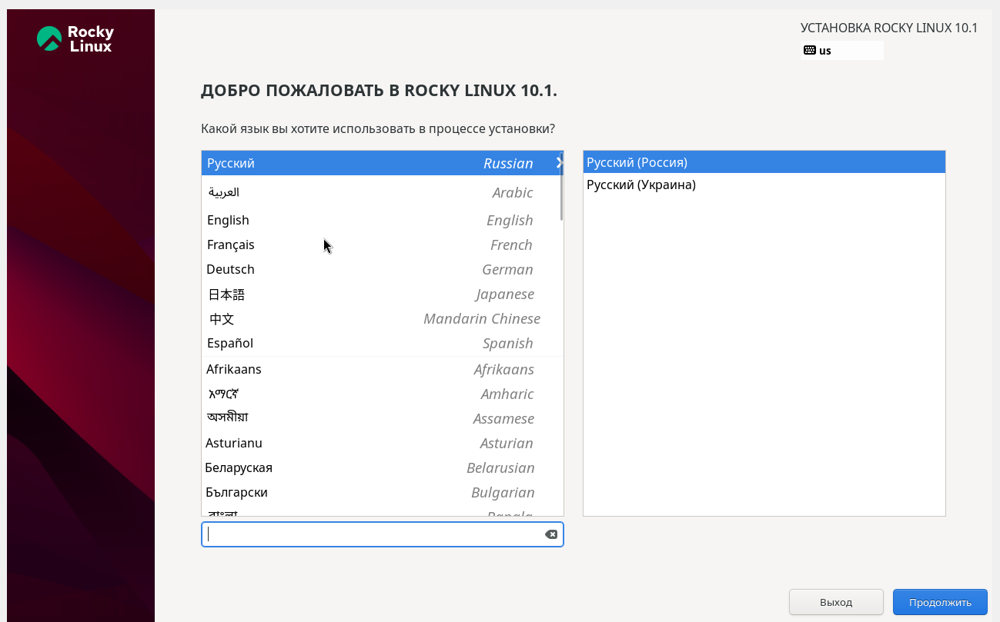 Rocky
Linux
УСТАНОВКА ROCKY LINUX 10.1
us
ДОБРО ПОЖАЛОВАТЬ В ROCKY LINUX 10.1.
Какой язык вы хотите использовать в процессе установки?
Русский Russian
العربية Arabic
English English
Français French
Deutsch German
日本語 Japanese
中文 Mandarin Chinese
Español Spanish
Afrikaans Afrikaans
አማርኛ Amharic
অসমীয়া Assamese
Asturianu Asturian
Беларуская Belarusian
Български Bulgarian
বাংলা Bangla
Русский (Россия)
Русский (Украина)
Выход
Продолжить